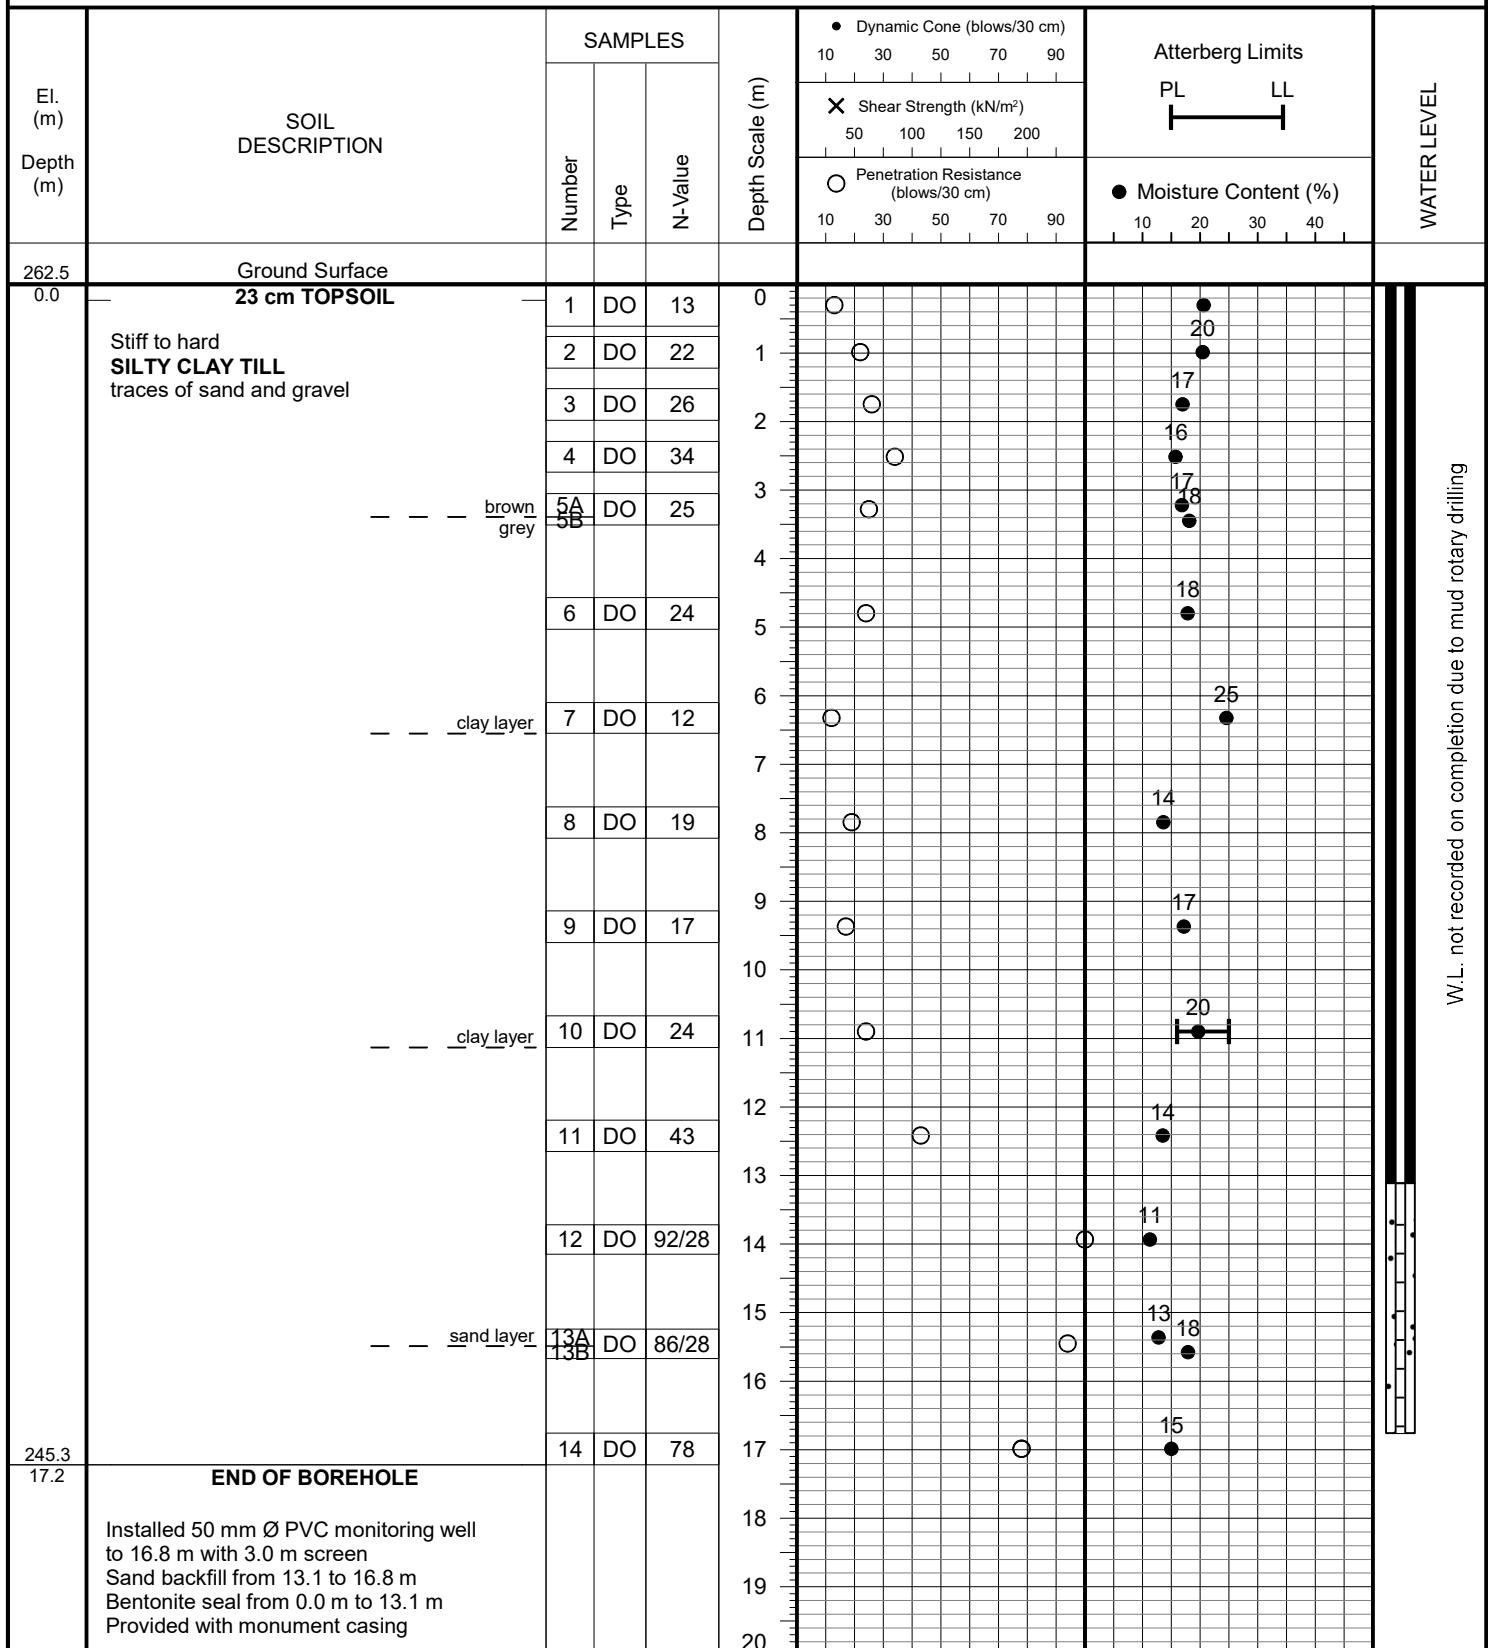 El.
(m)
Depth
(m)
SOIL
DESCRIPTION
SAMPLES
Number
Type
N-Value
Depth Scale (m)
Dynamic Cone (blows/30 cm)
10 30 50 70 90
Shear Strength (kN/m²)
50 100 150 200
Penetration Resistance
(blows/30 cm)
10 30 50 70 90
Atterberg Limits
PL LL
Moisture Content (%)
10 20 30 40
WATER LEVEL
262.5 Ground Surface
0.0 23 cm TOPSOIL
1 DO 13 0
Stiff to hard
SILTY CLAY TILL
traces of sand and gravel
20
2 DO 22 1
17
3 DO 26
2
16
4 DO 34
3
17
18
brown 5A DO 25
grey 5B
4
18
6 DO 24
5
6
25
clay layer 7 DO 12
7
14
8 DO 19
8
9
17
9 DO 17
10
20
clay layer 10 DO 24
11
12
14
11 DO 43
13
11
12 DO 92/28
14
15
13
18
sand layer 13A DO 86/28
13B
16
15
14 DO 78
17
245.3
17.2 END OF BOREHOLE
18
Installed 50 mm Ø PVC monitoring well
to 16.8 m with 3.0 m screen
Sand backfill from 13.1 to 16.8 m
19
Bentonite seal from 0.0 m to 13.1 m
Provided with monument casing
20
W.L. not recorded on completion due to mud rotary drilling